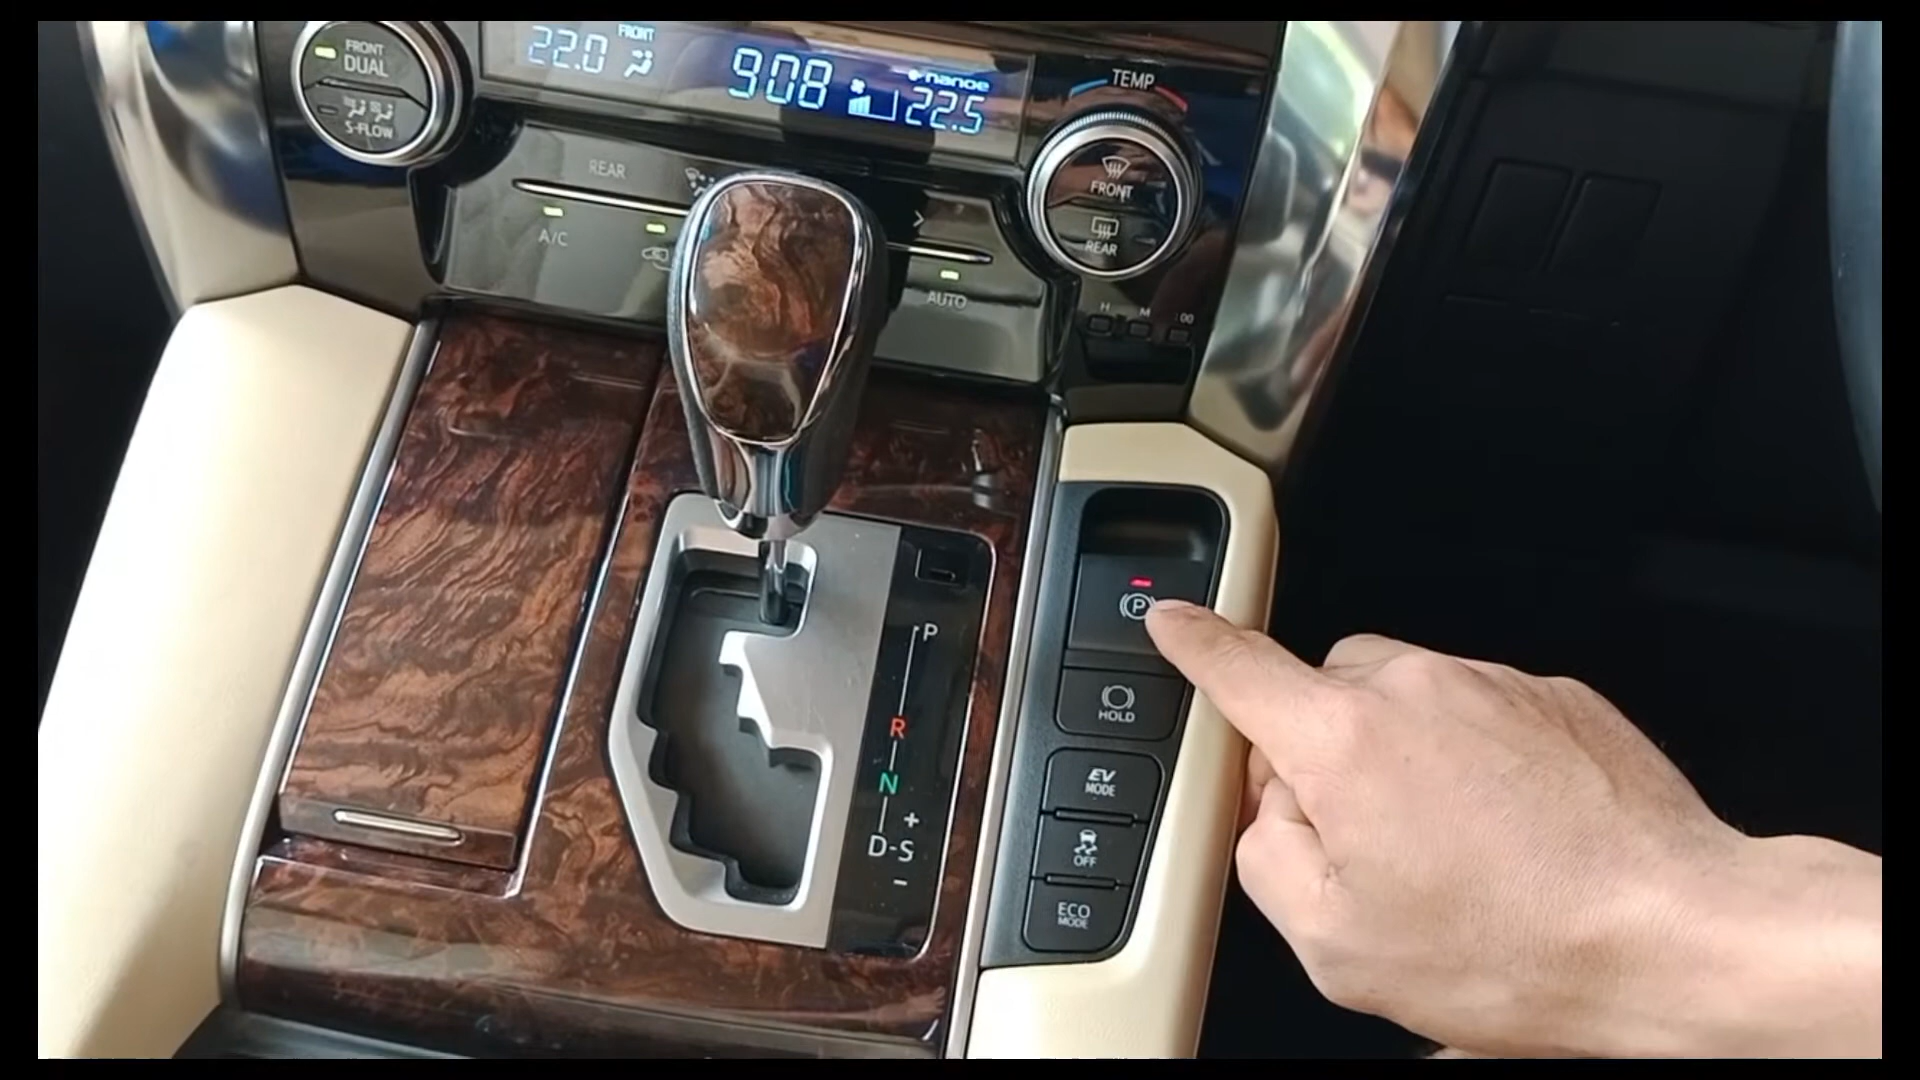 FRONT
DUAL
S-FLOW
22.0
FRONT
908
nanoe
22.5
TEMP
FRONT
REAR
REAR
A/C
AUTO
H M :00
P
R
N
+
D-S
−
P
HOLD
EV
MODE
OFF
ECO
MODE